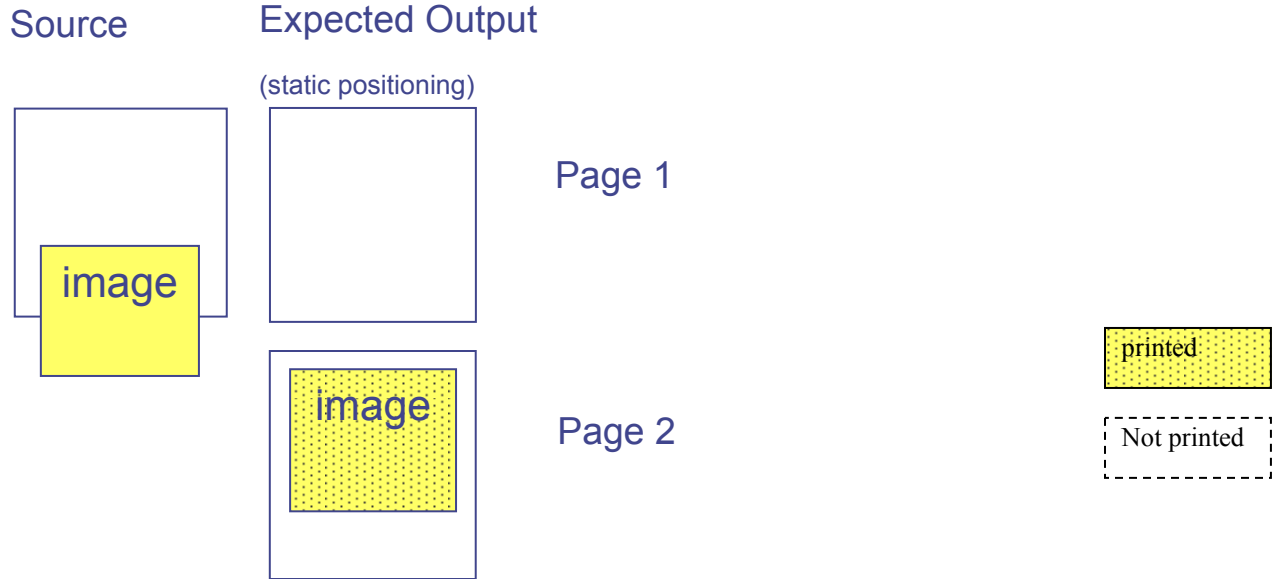 Source
Expected Output
(static positioning)
Page 1
image
printed
image
Page 2
Not printed